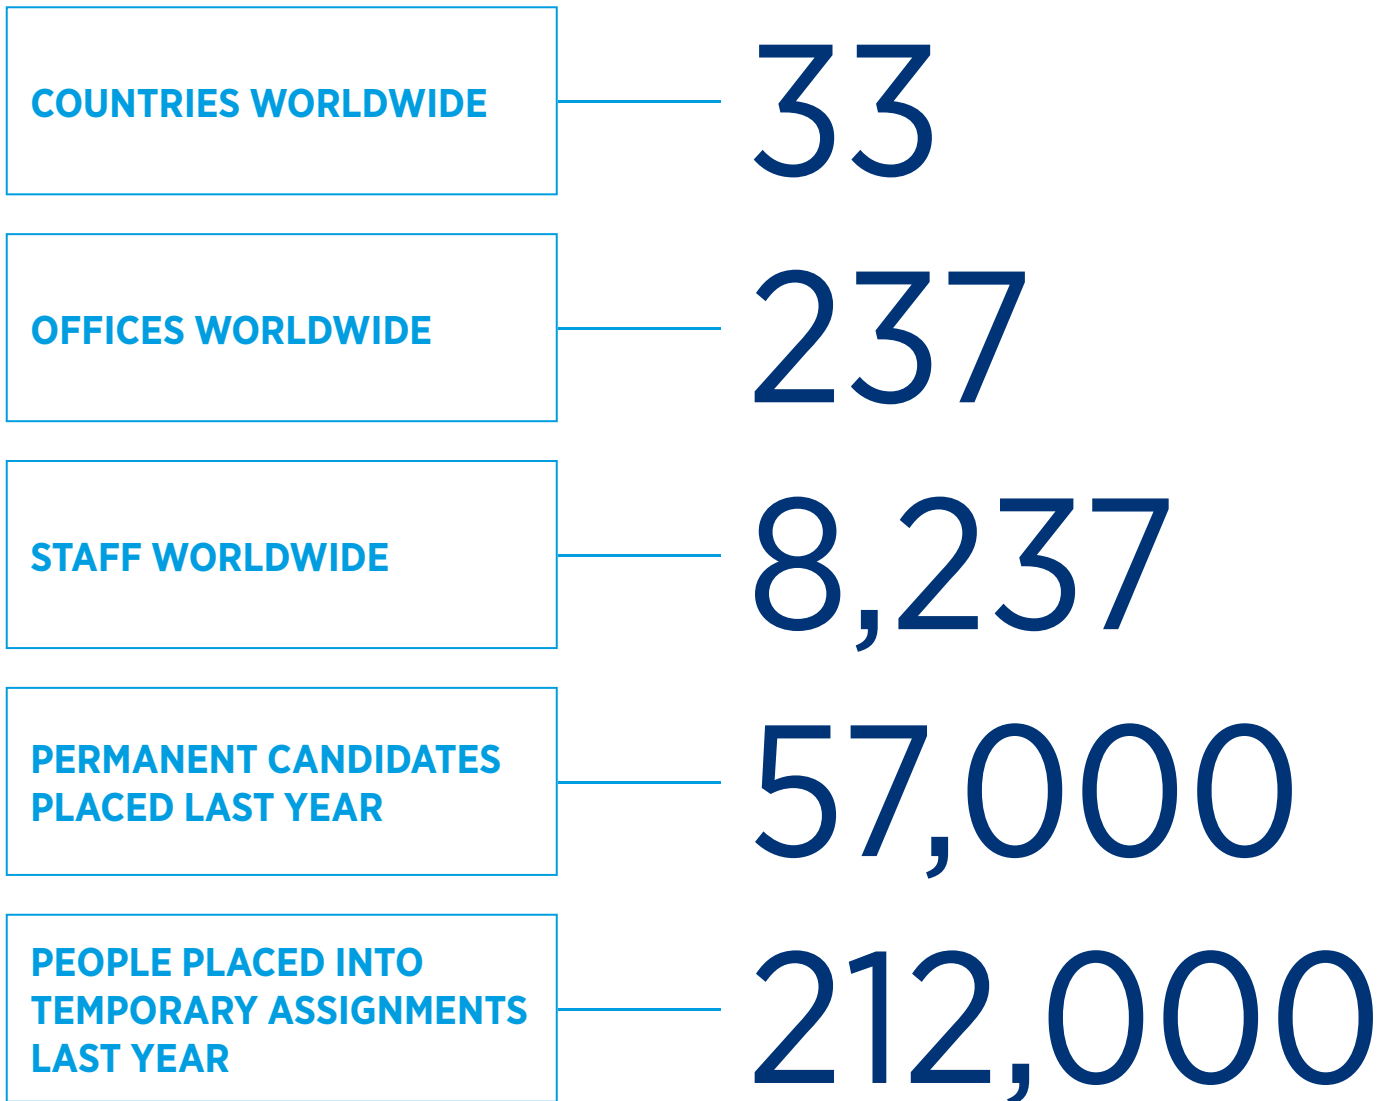 COUNTRIES WORLDWIDE
33
OFFICES WORLDWIDE
237
STAFF WORLDWIDE
8,237
PERMANENT CANDIDATES
PLACED LAST YEAR
57,000
PEOPLE PLACED INTO
TEMPORARY ASSIGNMENTS
LAST YEAR
212,000